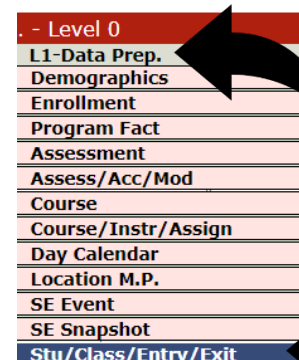 . - Level 0
L1-Data Prep.
Demographics
Enrollment
Program Fact
Assessment
Assess/Acc/Mod
Course
Course/Instr/Assign
Day Calendar
Location M.P.
SE Event
SE Snapshot
Stu/Class/Entry/Exit